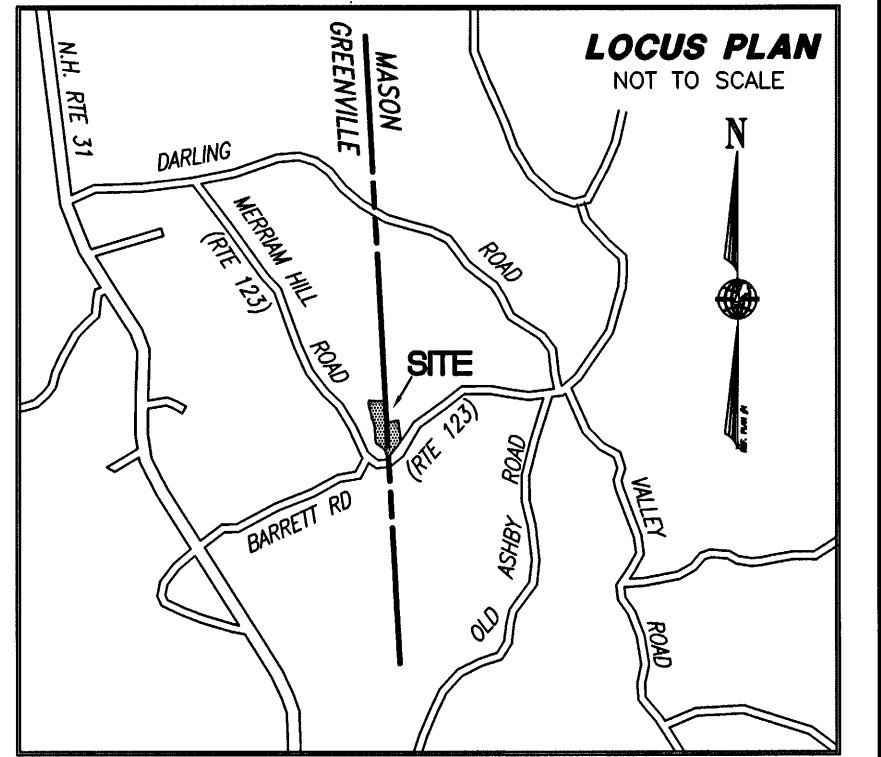 LOCUS PLAN
NOT TO SCALE
N
N.H. RTE 31
GREENVILLE
MASON
DARLING
ROAD
MERRIAM HILL
ROAD
(RTE 123)
SITE
(RTE 123)
BARRETT RD
OLD
ASHBY
ROAD
VALLEY
ROAD